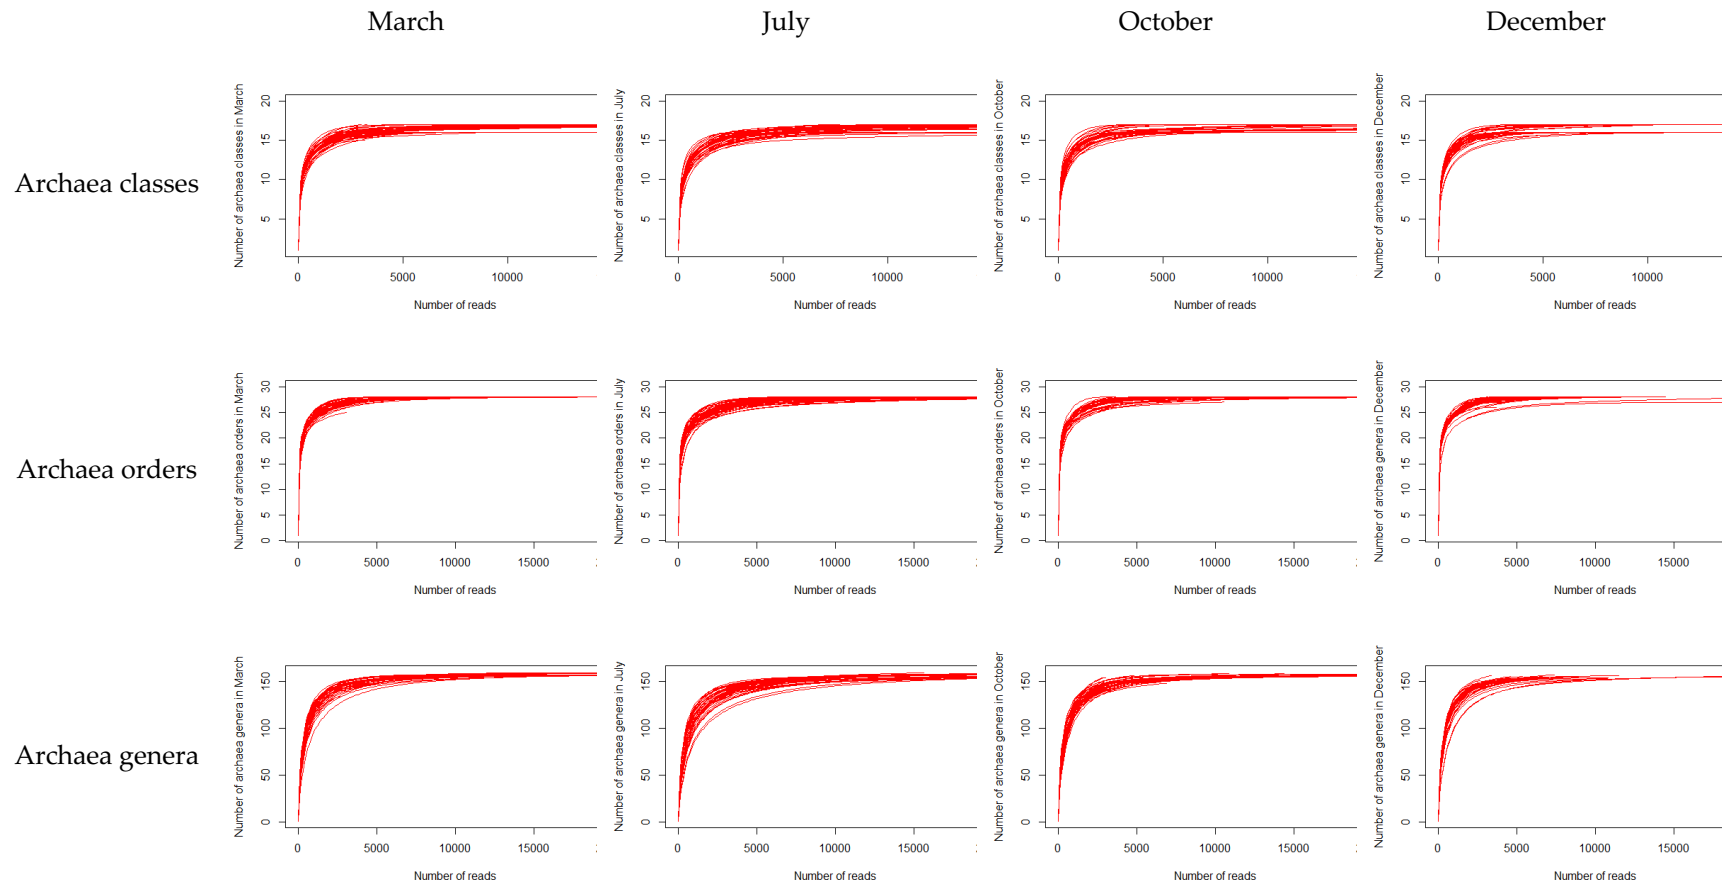 March July October December
Archaea classes
Number of archaea classes in March
5 10 15 20
0 5000 10000
Number of reads
Number of archaea classes in July
5 10 15 20
0 5000 10000
Number of reads
Number of archaea classes in October
5 10 15 20
0 5000 10000
Number of reads
Number of archaea classes in December
5 10 15 20
0 5000 10000
Number of reads
Archaea orders
Number of archaea orders in March
0 5 10 15 20 25 30
0 5000 10000 15000
Number of reads
Number of archaea orders in July
0 5 10 15 20 25 30
0 5000 10000 15000
Number of reads
Number of archaea orders in October
0 5 10 15 20 25 30
0 5000 10000 15000
Number of reads
Number of archaea genera in December
0 5 10 15 20 25 30
0 5000 10000 15000
Number of reads
Archaea genera
Number of archaea genera in March
0 50 100 150
0 5000 10000 15000
Number of reads
Number of archaea genera in July
0 50 100 150
0 5000 10000 15000
Number of reads
Number of archaea genera in October
0 50 100 150
0 5000 10000 15000
Number of reads
Number of archaea genera in December
0 50 100 150
0 5000 10000 15000
Number of reads